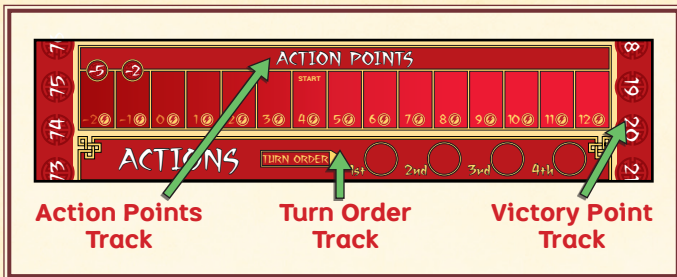 ACTION POINTS
-5 -2
START
-2 -1 0 1 2 3 4 5 6 7 8 9 10 11 12
ACTIONS TURN ORDER 1st 2nd 3rd 4th
75
74
73
18
19
20
21
Action Points Track
Turn Order Track
Victory Point Track